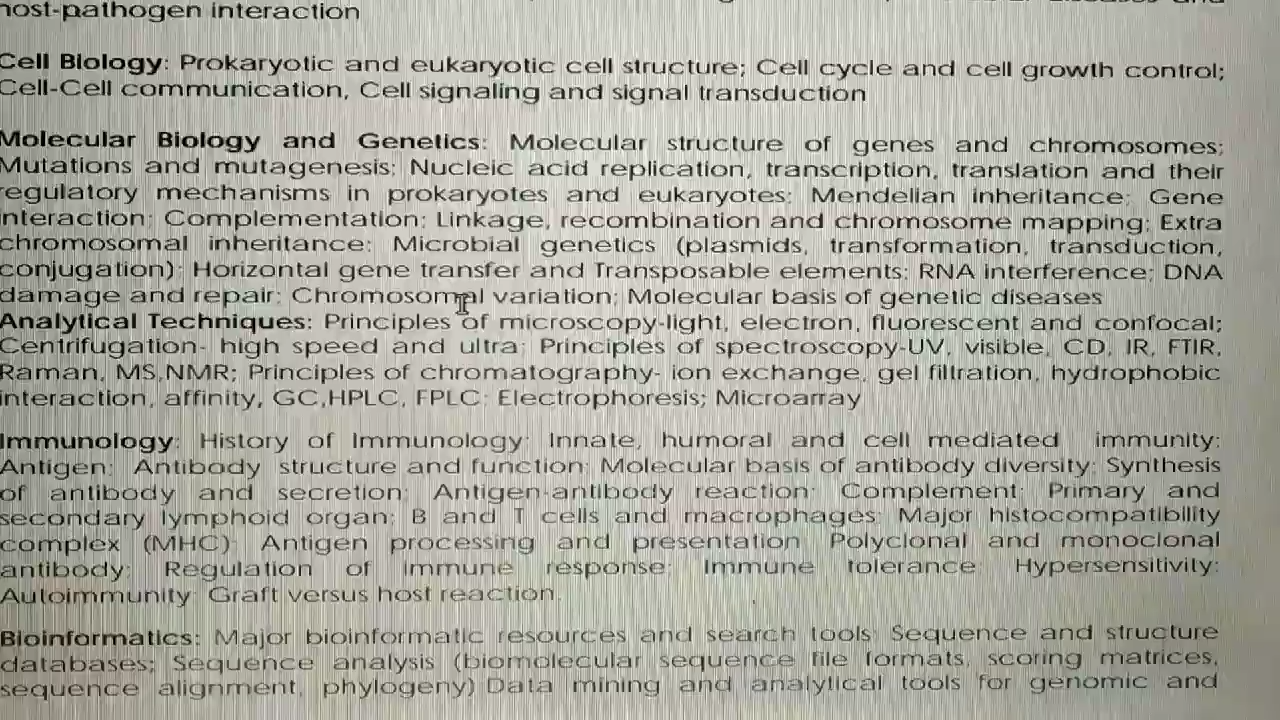 host-pathogen interaction
Cell Biology: Prokaryotic and eukaryotic cell structure; Cell cycle and cell growth control;
Cell-Cell communication, Cell signaling and signal transduction
Molecular Biology and Genetics: Molecular structure of genes and chromosomes;
Mutations and mutagenesis; Nucleic acid replication, transcription, translation and their
regulatory mechanisms in prokaryotes and eukaryotes; Mendelian inheritance; Gene
interaction; Complementation; Linkage, recombination and chromosome mapping; Extra
chromosomal inheritance; Microbial genetics (plasmids, transformation, transduction,
conjugation); Horizontal gene transfer and Transposable elements; RNA interference; DNA
damage and repair; Chromosomal variation; Molecular basis of genetic diseases
Analytical Techniques: Principles of microscopy-light, electron, fluorescent and confocal;
Centrifugation- high speed and ultra; Principles of spectroscopy-UV, visible, CD, IR, FTIR,
Raman, MS,NMR; Principles of chromatography- ion exchange, gel filtration, hydrophobic
interaction, affinity, GC,HPLC, FPLC; Electrophoresis; Microarray
Immunology: History of Immunology; Innate, humoral and cell mediated immunity;
Antigen; Antibody structure and function; Molecular basis of antibody diversity; Synthesis
of antibody and secretion; Antigen-antibody reaction; Complement; Primary and
secondary lymphoid organ; B and T cells and macrophages; Major histocompatibility
complex (MHC); Antigen processing and presentation; Polyclonal and monoclonal
antibody; Regulation of immune response; Immune tolerance; Hypersensitivity;
Autoimmunity; Graft versus host reaction.
Bioinformatics: Major bioinformatic resources and search tools; Sequence and structure
databases; Sequence analysis (biomolecular sequence file formats, scoring matrices,
sequence alignment, phylogeny) Data mining and analytical tools for genomic and